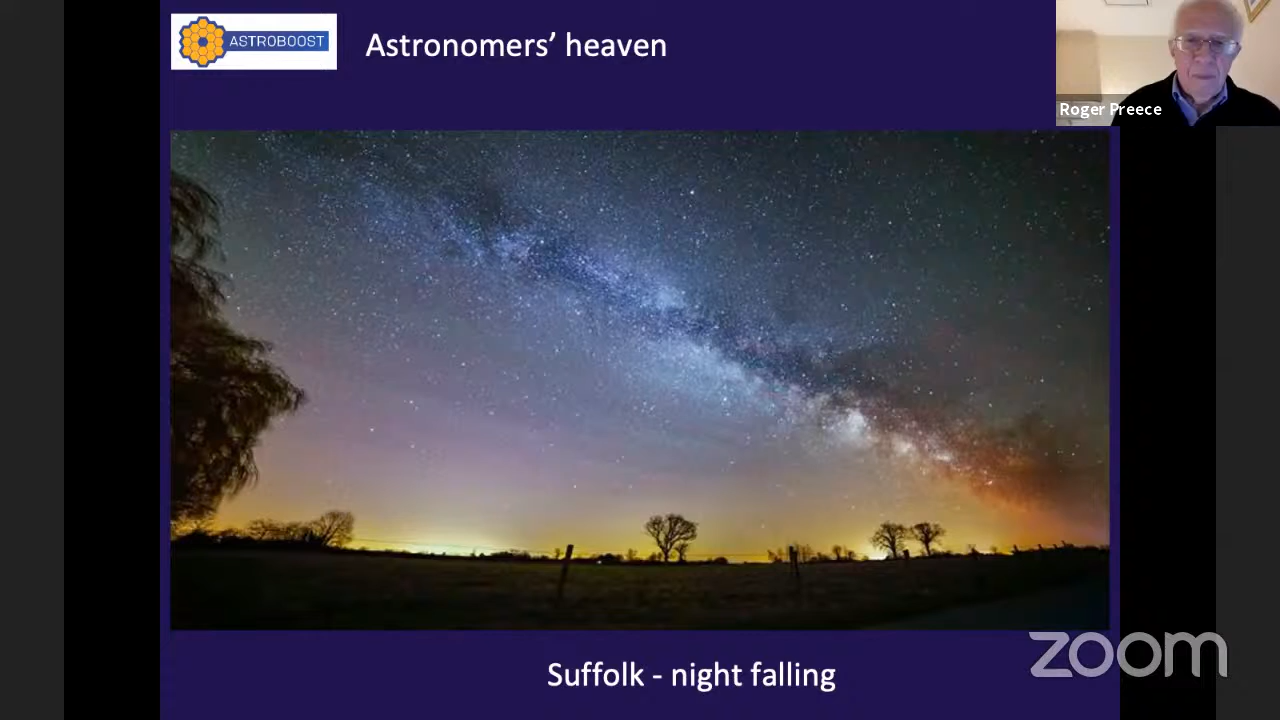 ASTROBOOST
Astronomers’ heaven
Roger Preece
Suffolk - night falling
zoom